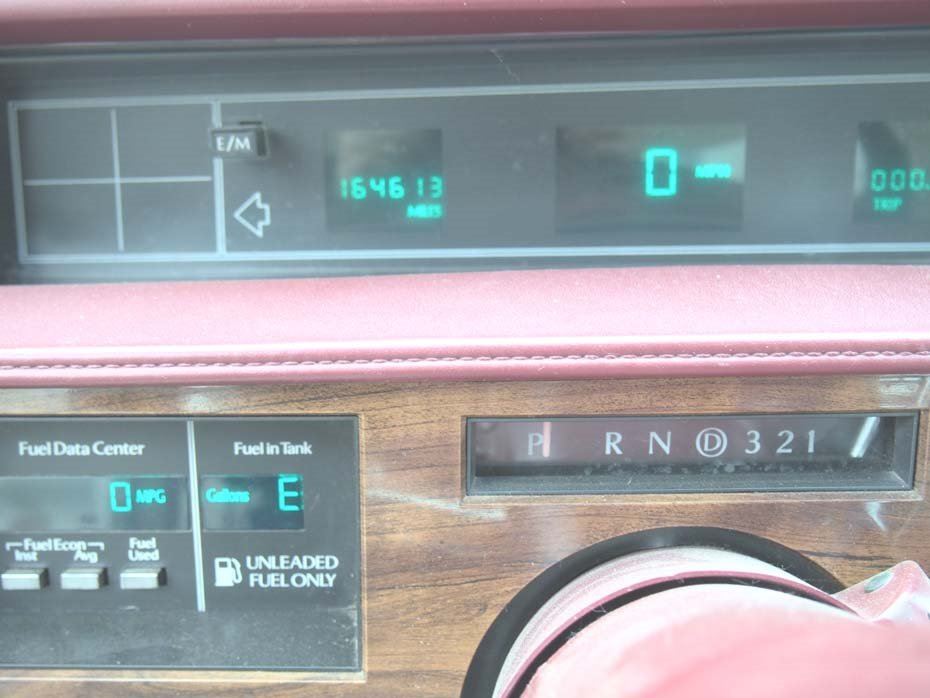 E/M
164613
MILES
0 MPH
000.
TRIP
Fuel Data Center
Fuel in Tank
0 MPG
Gallons E
Fuel Econ
Inst Avg
Fuel
Used
UNLEADED
FUEL ONLY
P R N D 3 2 1